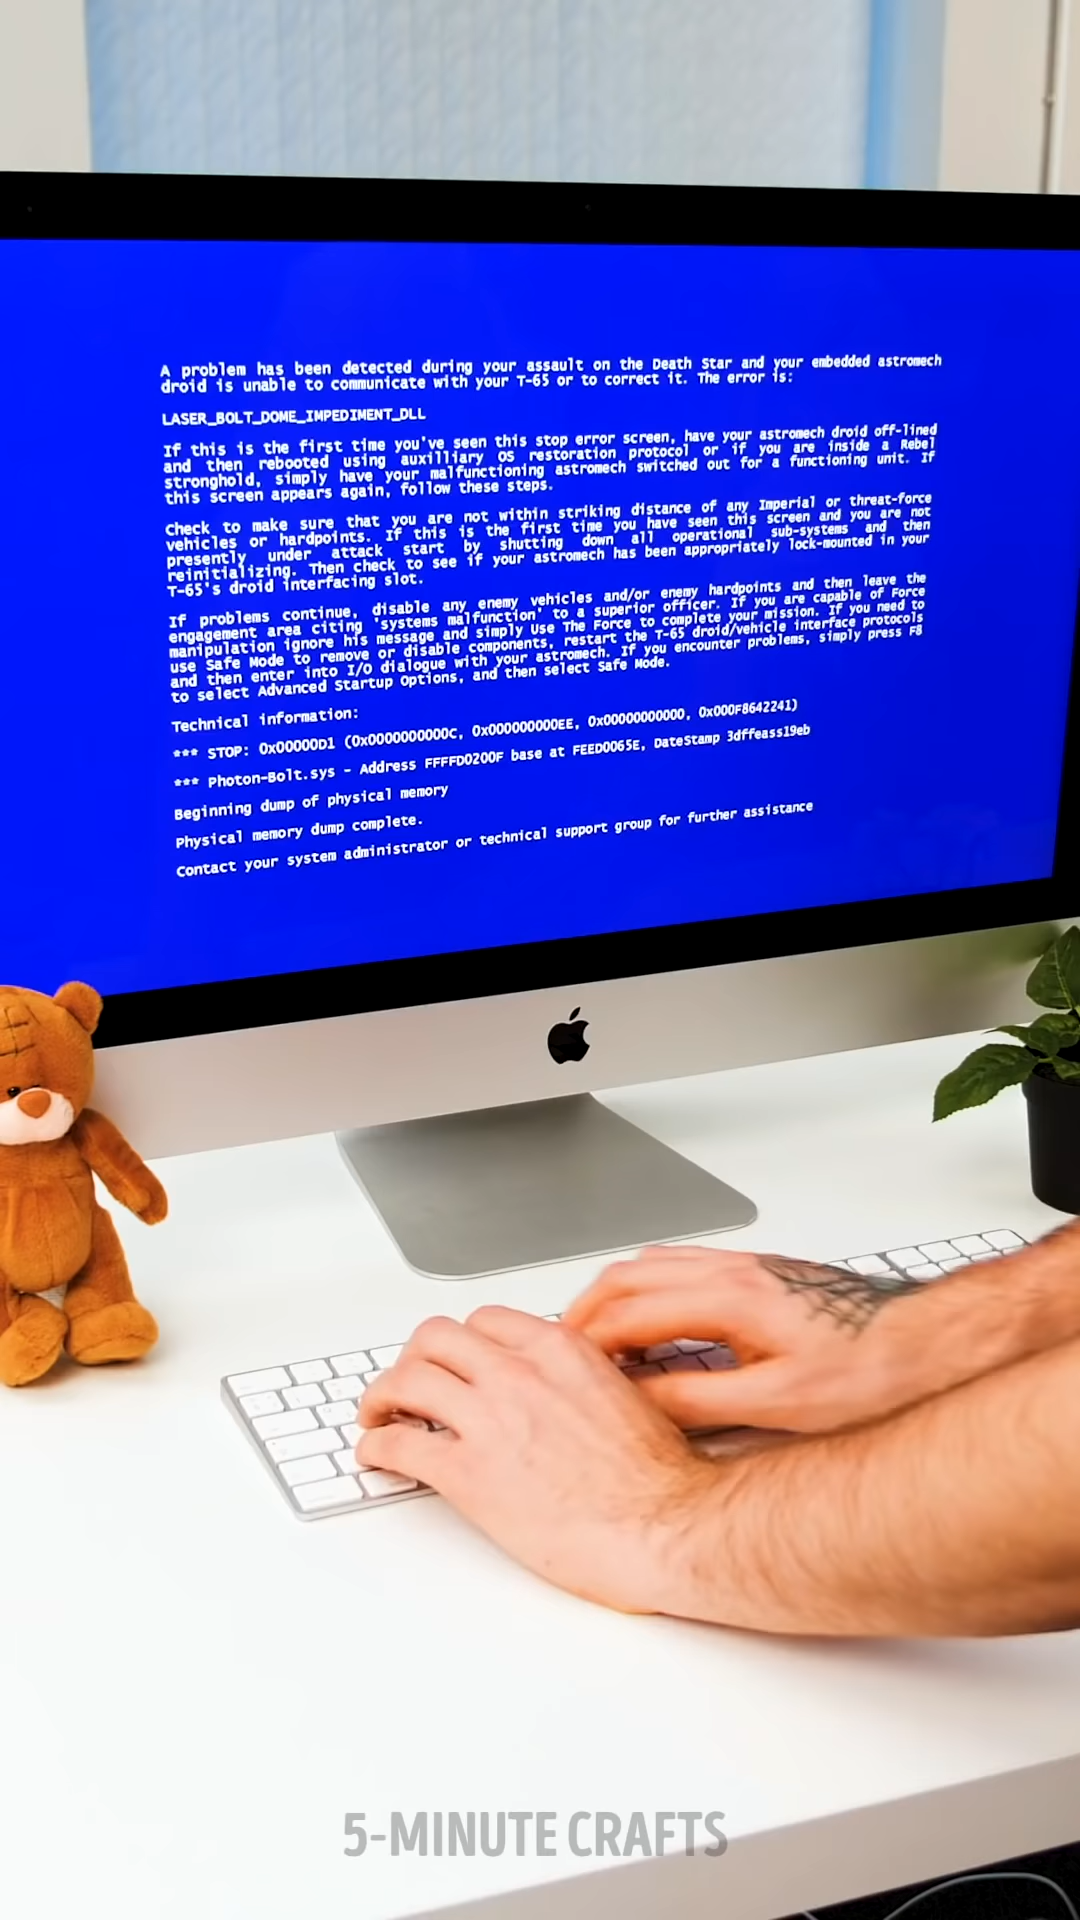 A problem has been detected during your assault on the Death Star and your embedded astromech
droid is unable to communicate with your T-65 or to correct it. The error is:
LASER_BOLT_DOME_IMPEDIMENT_DLL
If this is the first time you've seen this stop error screen, have your astromech droid off-lined
and then rebooted using auxilliary OS restoration protocol or if you are inside a Rebel
stronghold, simply have your malfunctioning astromech switched out for a functioning unit. If
this screen appears again, follow these steps.
Check to make sure that you are not within striking distance of any Imperial or threat-force
vehicles or hardpoints. If this is the first time you have seen this screen and you are not
presently under attack start by shutting down all operational sub-systems and then
reinitializing. Then check to see if your astromech has been appropriately lock-mounted in your
T-65's droid interfacing slot.
If problems continue, disable any enemy vehicles and/or enemy hardpoints and then leave the
engagement area citing 'systems malfunction' to a superior officer. If you are capable of Force
manipulation ignore his message and simply Use The Force to complete your mission. If you need to
use Safe Mode to remove or disable components, restart the T-65 droid/vehicle interface protocols
and then enter into I/O dialogue with your astromech. If you encounter problems, simply press F8
to select Advanced Startup Options, and then select Safe Mode.
Technical information:
*** STOP: 0x00000D1 (0x0000000000C, 0x000000000EE, 0x00000000000, 0x000F8642241)
*** Photon-Bolt.sys - Address FFFFD0200F base at FEED0065E, DateStamp 3dffeass19eb
Beginning dump of physical memory
Physical memory dump complete.
Contact your system administrator or technical support group for further assistance
5-MINUTE CRAFTS